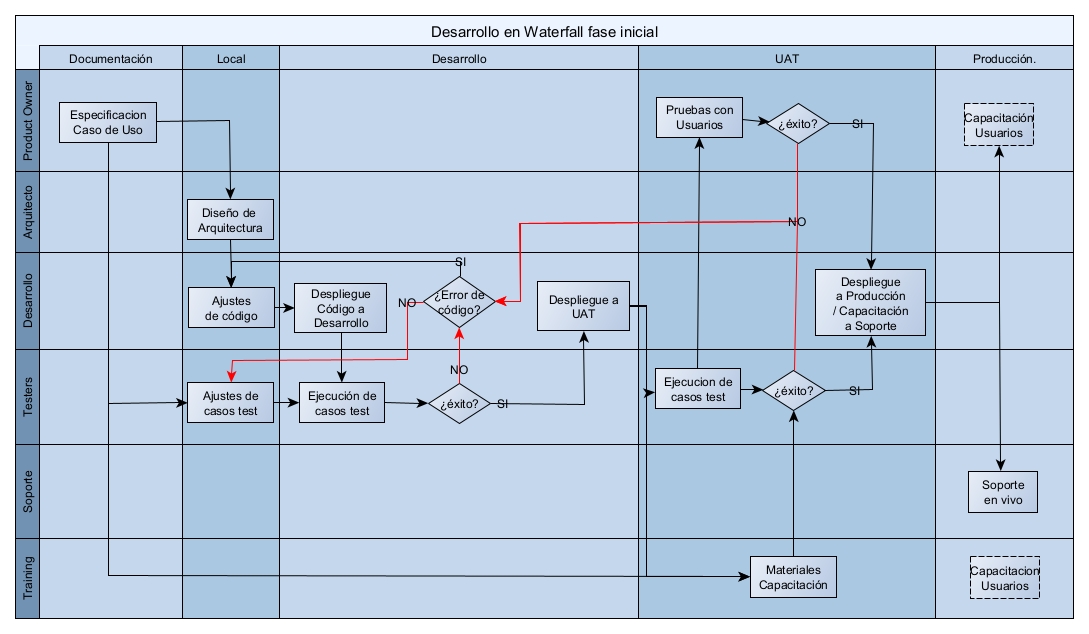 Desarrollo en Waterfall fase inicial
Documentación
Local
Desarrollo
UAT
Producción.
Product Owner
Especificacion
Caso de Uso
Pruebas con
Usuarios
¿éxito?
SI
Capacitación
Usuarios
Arquitecto
Diseño de
Arquitectura
NO
Desarrollo
SI
Ajustes
de código
Despliegue
Código a
Desarrollo
NO
¿Error de
código?
Despliegue a
UAT
Despliegue
a Producción
/ Capacitación
a Soporte
Testers
NO
Ajustes de
casos test
Ejecución de
casos test
¿éxito?
SI
Ejecucion de
casos test
¿éxito?
SI
Soporte
Soporte
en vivo
Training
Materiales
Capacitación
Capacitacion
Usuarios